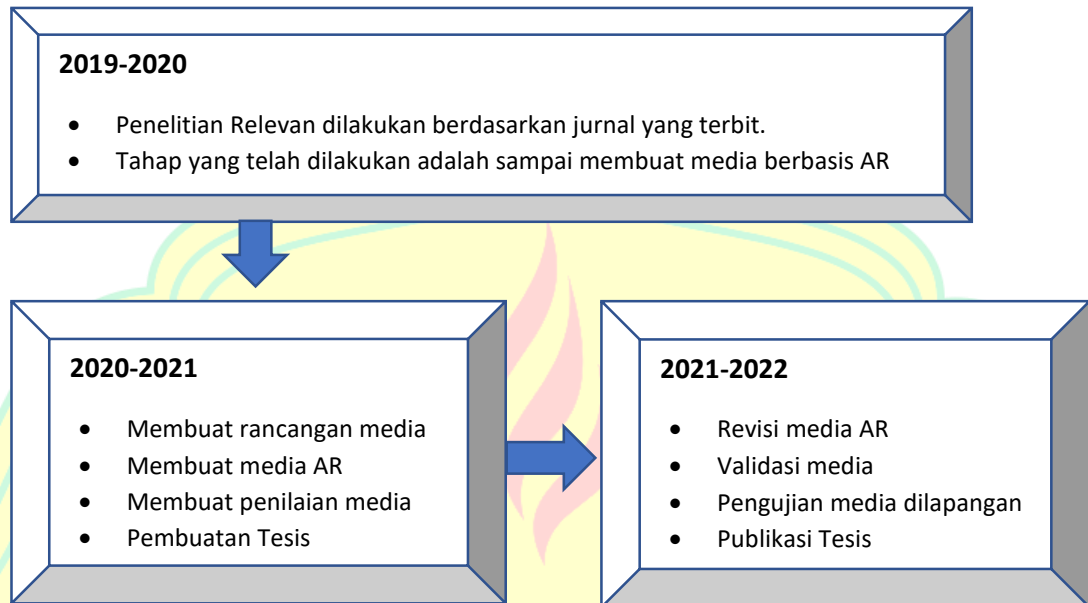 2019-2020
• Penelitian Relevan dilakukan berdasarkan jurnal yang terbit.
• Tahap yang telah dilakukan adalah sampai membuat media berbasis AR
2020-2021
• Membuat rancangan media
• Membuat media AR
• Membuat penilaian media
• Pembuatan Tesis
2021-2022
• Revisi media AR
• Validasi media
• Pengujian media dilapangan
• Publikasi Tesis